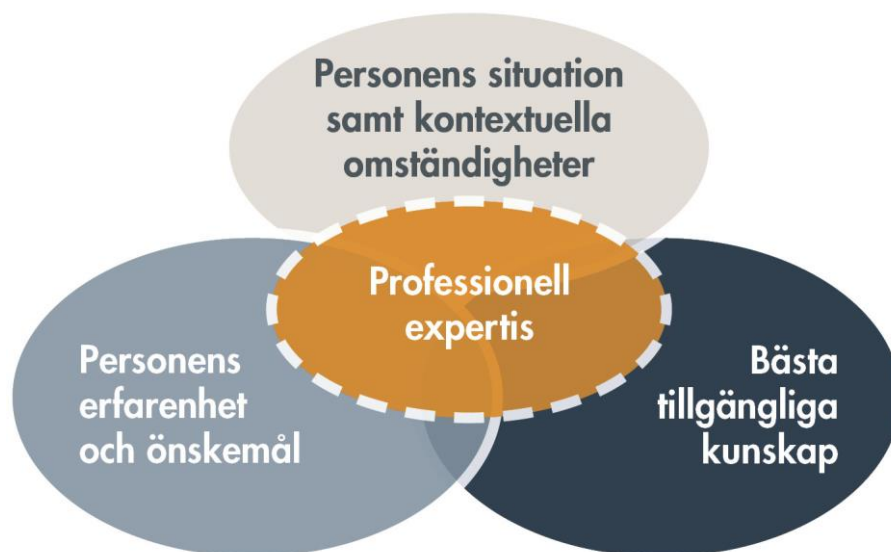 Personens situation
samt kontextuella
omständigheter
Professionell
expertis
Personens
erfarenhet
och önskemål
Bästa
tillgängliga
kunskap